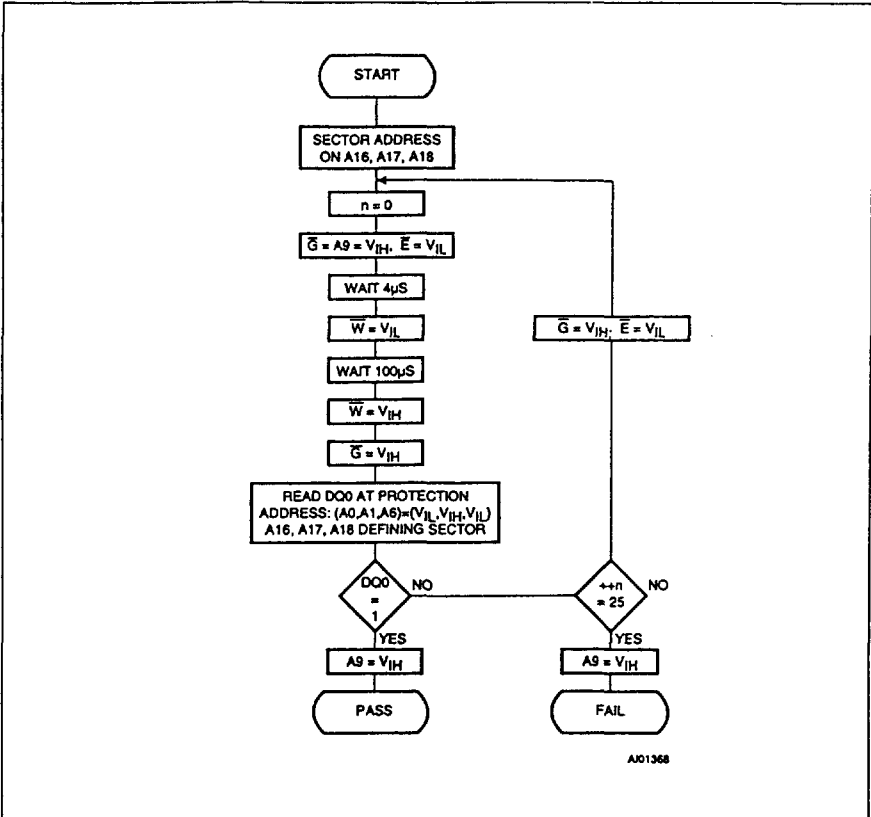 START
SECTOR ADDRESS
ON A16, A17, A18
n = 0
G̅ = A9 = VIH, E̅ = VIL
WAIT 4µS
W̅ = VIL
WAIT 100µS
W̅ = VIH
G̅ = VIH
READ DQ0 AT PROTECTION
ADDRESS: (A0,A1,A6)=(VIL,VIH,VIL)
A16, A17, A18 DEFINING SECTOR
DQ0
=
1
NO
YES
A9 = VIH
PASS
G̅ = VIH; E̅ = VIL
++n
= 25
NO
YES
A9 = VIH
FAIL
AI01368